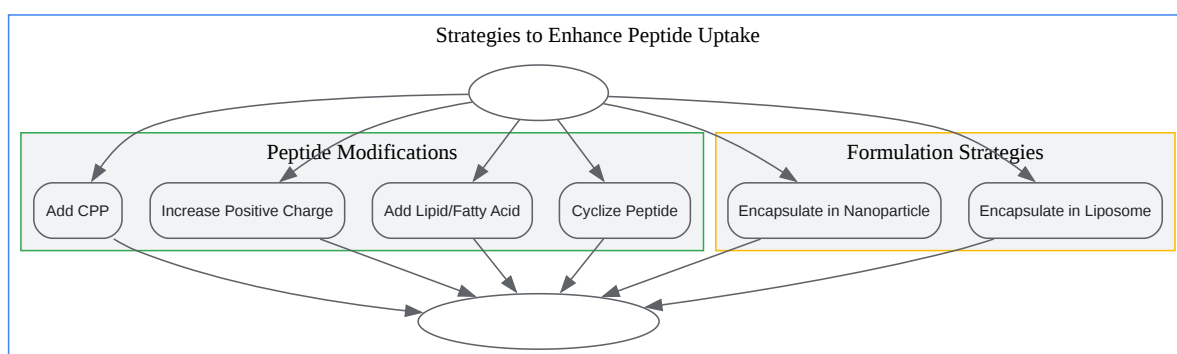 Strategies to Enhance Peptide Uptake
Peptide Modifications
Formulation Strategies
Add CPP
Increase Positive Charge
Add Lipid/Fatty Acid
Cyclize Peptide
Encapsulate in Nanoparticle
Encapsulate in Liposome